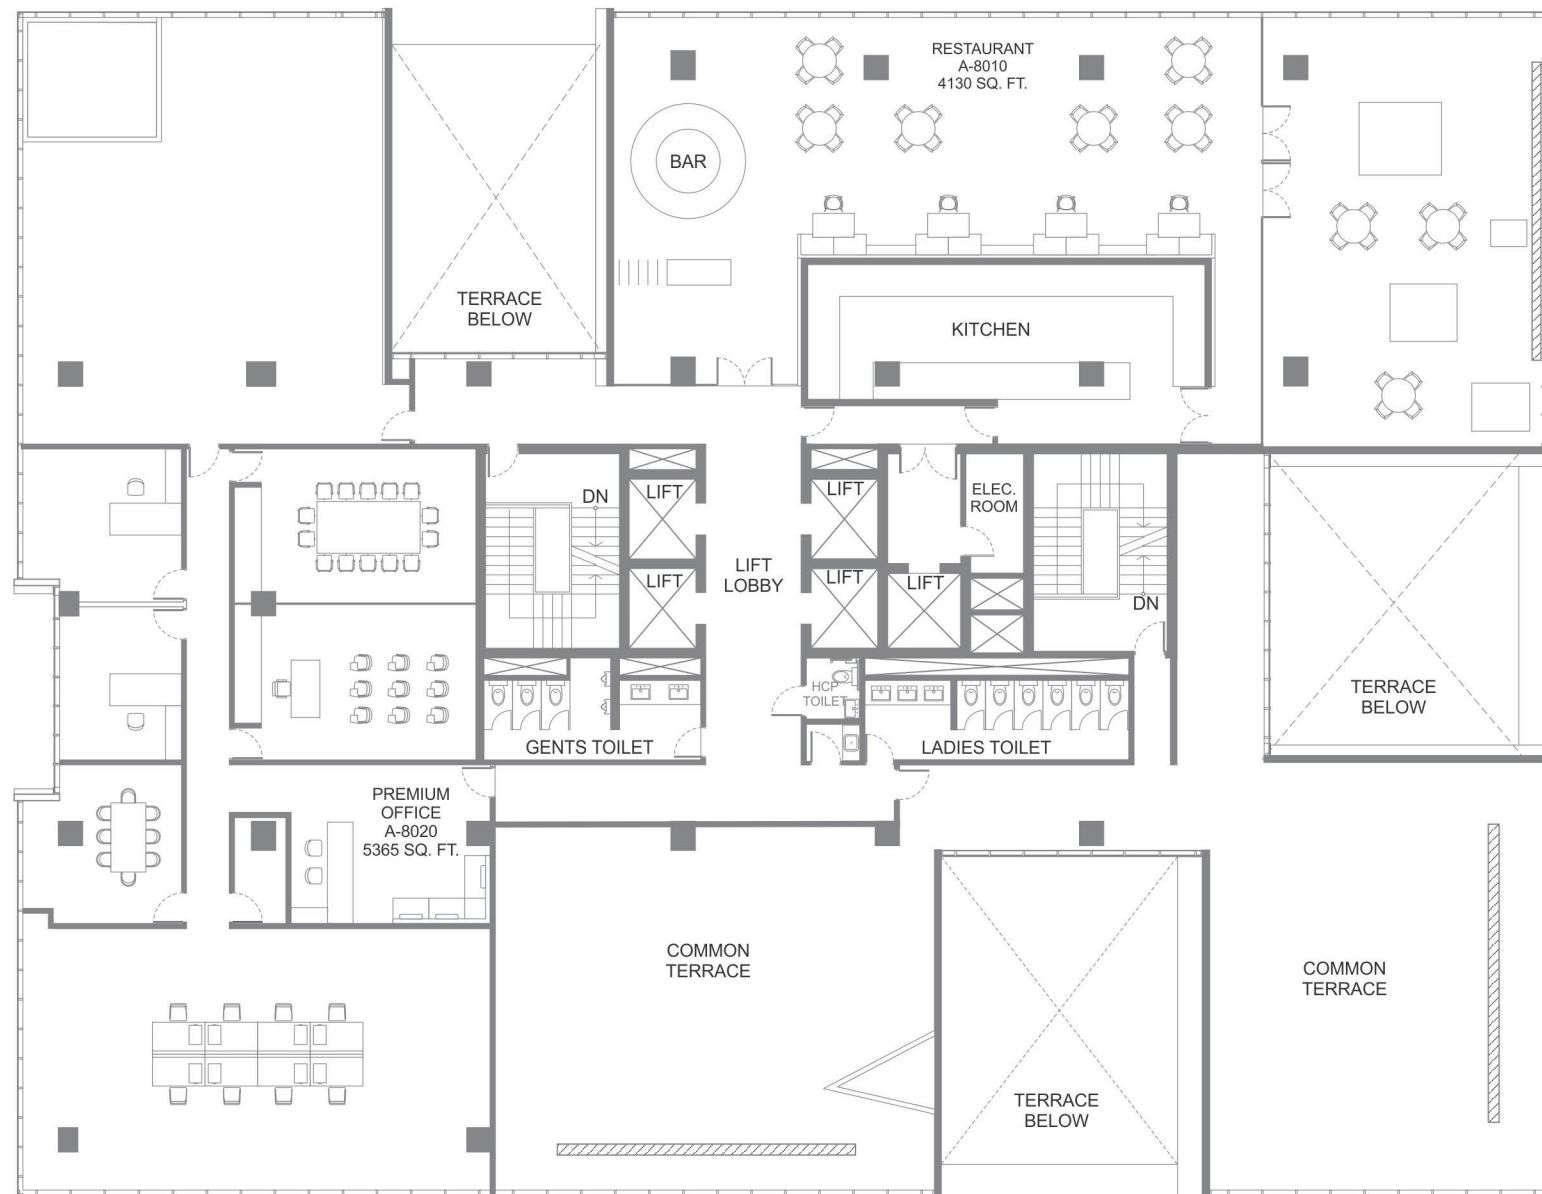 RESTAURANT
A-8010
4130 SQ. FT.
BAR
TERRACE
BELOW
KITCHEN
DN
LIFT
LIFT
ELEC.
ROOM
LIFT
LOBBY
LIFT
LIFT
LIFT
DN
HCP
TOILET
TERRACE
BELOW
GENTS TOILET
LADIES TOILET
PREMIUM
OFFICE
A-8020
5365 SQ. FT.
COMMON
TERRACE
COMMON
TERRACE
TERRACE
BELOW